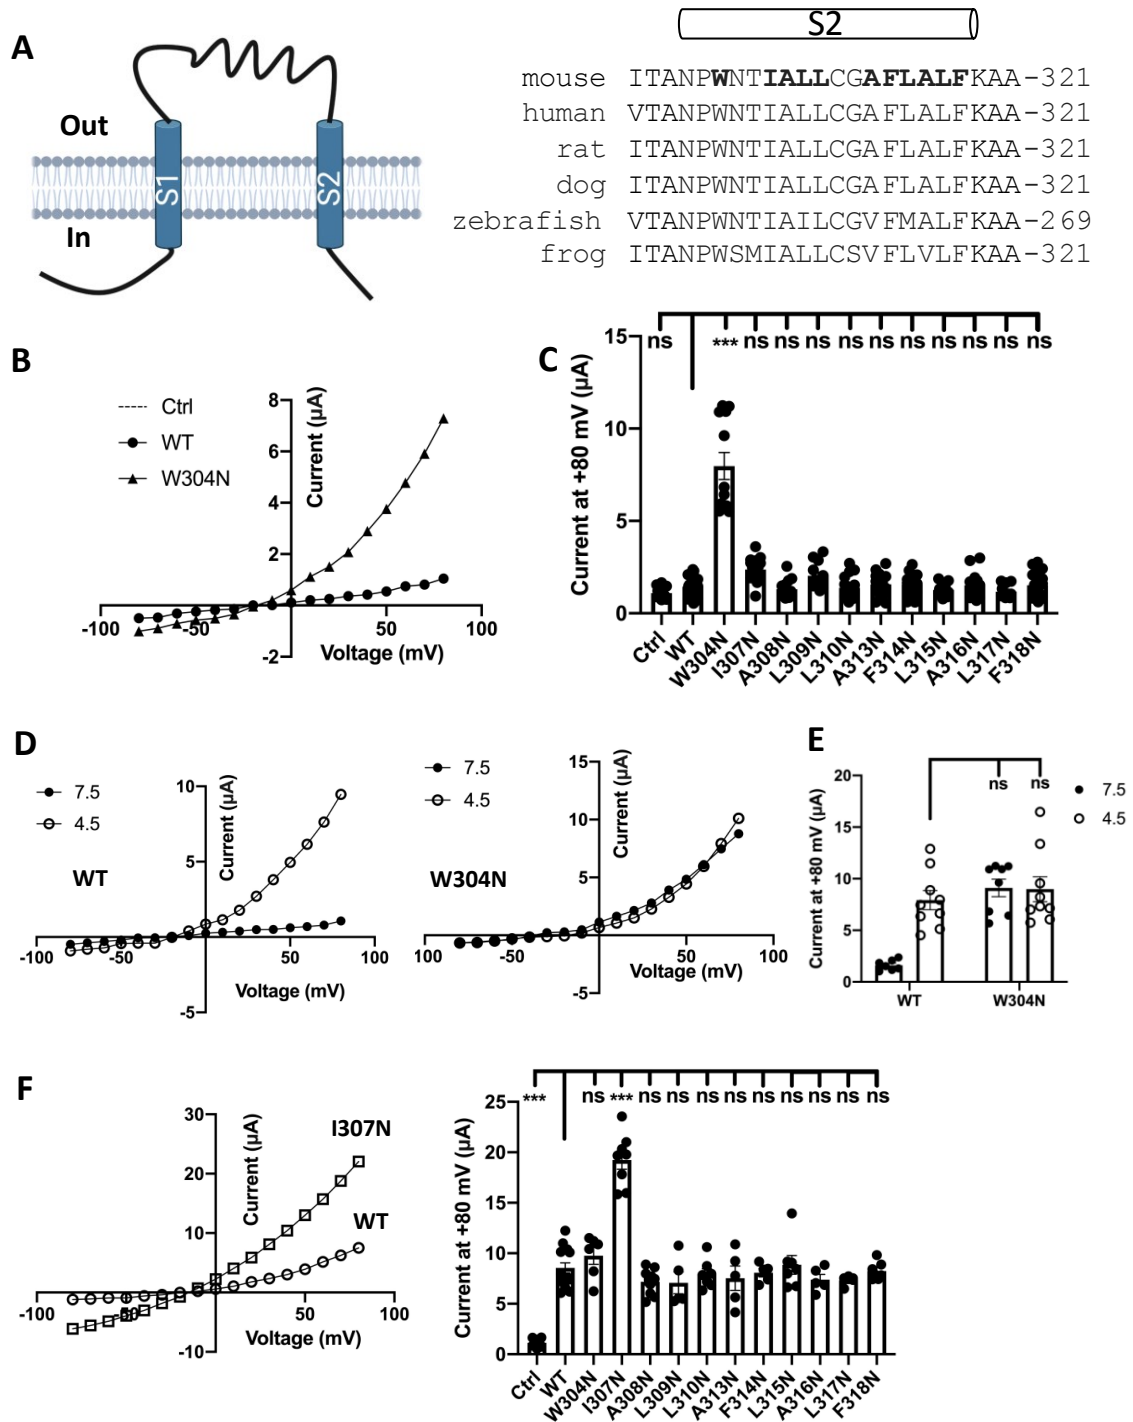 A
Out
In
S1
S2
S2
mouse ITANPWNTIALLCGAFLALFKAA-321
human VTANPWNTIALLCGAFLALFKAA-321
rat ITANPWNTIALLCGAFLALFKAA-321
dog ITANPWNTIALLCGAFLALFKAA-321
zebrafish VTANPWNTIAILCGVFMALFKAA-269
frog ITANPWSMIALLCSVFLVLFKAA-321
B
Ctrl
WT
W304N
Current (µA)
8
6
4
2
-2
-100
-50
50
100
Voltage (mV)
C
Current at +80 mV (µA)
15
10
5
0
ns *** ns ns ns ns ns ns ns ns ns ns
Ctrl
WT
W304N
I307N
A308N
L309N
L310N
A313N
F314N
L315N
A316N
L317N
F318N
D
7.5
4.5
WT
Current (µA)
10
5
-5
-100
-50
50
100
Voltage (mV)
7.5
4.5
W304N
Current (µA)
15
10
5
-5
100
-50
50
100
Voltage (mV)
E
Current at +80 mV (µA)
20
15
10
5
0
ns ns
7.5
4.5
WT
W304N
F
Current (µA)
30
20
10
-10
-100
-50
50
100
Voltage (mV)
I307N
WT
Current at +80 mV (µA)
25
20
15
10
5
0
*** ns *** ns ns ns ns ns ns ns ns ns
Ctrl
WT
W304N
I307N
A308N
L309N
L310N
A313N
F314N
L315N
A316N
L317N
F318N